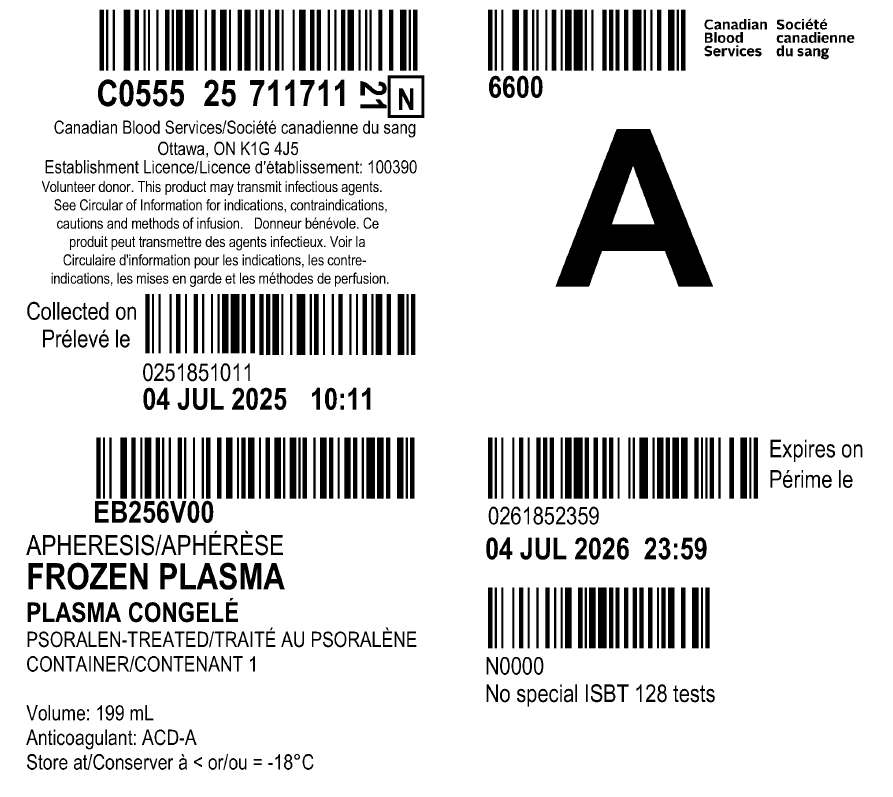 C0555 25 711711 21 N
Canadian Blood Services/Société canadienne du sang
Ottawa, ON K1G 4J5
Establishment Licence/Licence d'établissement: 100390
Volunteer donor. This product may transmit infectious agents.
See Circular of Information for indications, contraindications,
cautions and methods of infusion. Donneur bénévole. Ce
produit peut transmettre des agents infectieux. Voir la
Circulaire d'information pour les indications, les contre-
indications, les mises en garde et les méthodes de perfusion.
Collected on
Prélevé le
0251851011
04 JUL 2025 10:11
EB256V00
APHERESIS/APHÉRÈSE
FROZEN PLASMA
PLASMA CONGELÉ
PSORALEN-TREATED/TRAITÉ AU PSORALÈNE
CONTAINER/CONTENANT 1
Volume: 199 mL
Anticoagulant: ACD-A
Store at/Conserver à < or/ou = -18°C
Canadian
Blood
Services
Société
canadienne
du sang
6600
A
Expires on
Périme le
0261852359
04 JUL 2026 23:59
N0000
No special ISBT 128 tests